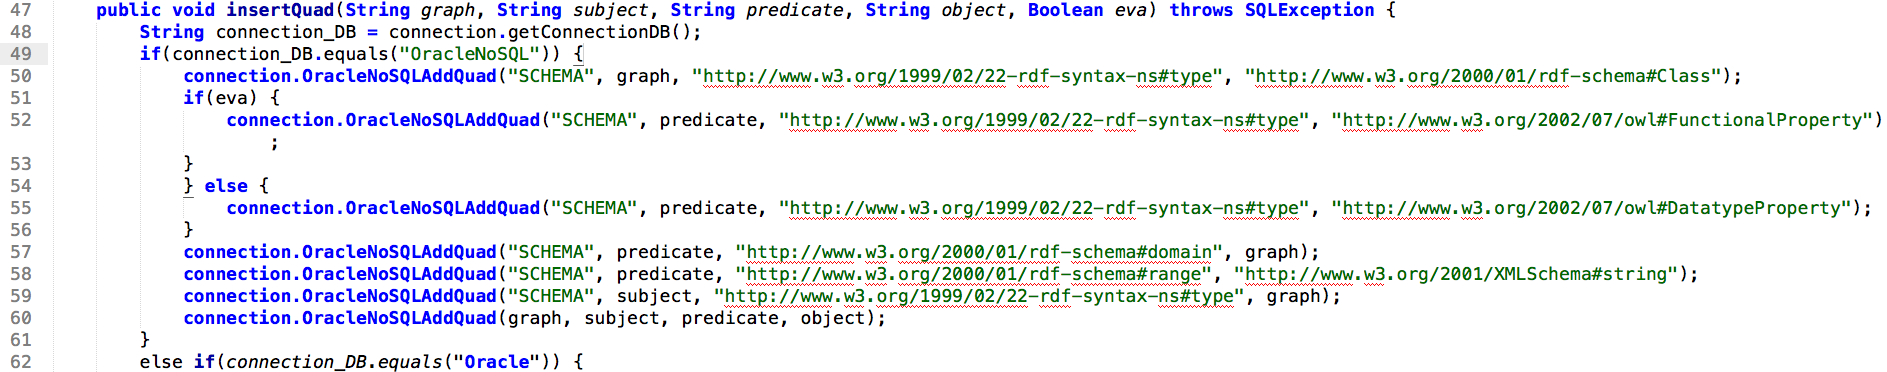 47 public void insertQuad(String graph, String subject, String predicate, String object, Boolean eva) throws SQLException {
48 String connection_DB = connection.getConnectionDB();
49 if(connection_DB.equals("OracleNoSQL")) {
50 connection.OracleNoSQLAddQuad("SCHEMA", graph, "http://www.w3.org/1999/02/22-rdf-syntax-ns#type", "http://www.w3.org/2000/01/rdf-schema#Class");
51 if(eva) {
52 connection.OracleNoSQLAddQuad("SCHEMA", predicate, "http://www.w3.org/1999/02/22-rdf-syntax-ns#type", "http://www.w3.org/2002/07/owl#FunctionalProperty")
;
53 }
54 } else {
55 connection.OracleNoSQLAddQuad("SCHEMA", predicate, "http://www.w3.org/1999/02/22-rdf-syntax-ns#type", "http://www.w3.org/2002/07/owl#DatatypeProperty");
56 }
57 connection.OracleNoSQLAddQuad("SCHEMA", predicate, "http://www.w3.org/2000/01/rdf-schema#domain", graph);
58 connection.OracleNoSQLAddQuad("SCHEMA", predicate, "http://www.w3.org/2000/01/rdf-schema#range", "http://www.w3.org/2001/XMLSchema#string");
59 connection.OracleNoSQLAddQuad("SCHEMA", subject, "http://www.w3.org/1999/02/22-rdf-syntax-ns#type", graph);
60 connection.OracleNoSQLAddQuad(graph, subject, predicate, object);
61 }
62 else if(connection_DB.equals("Oracle")) {